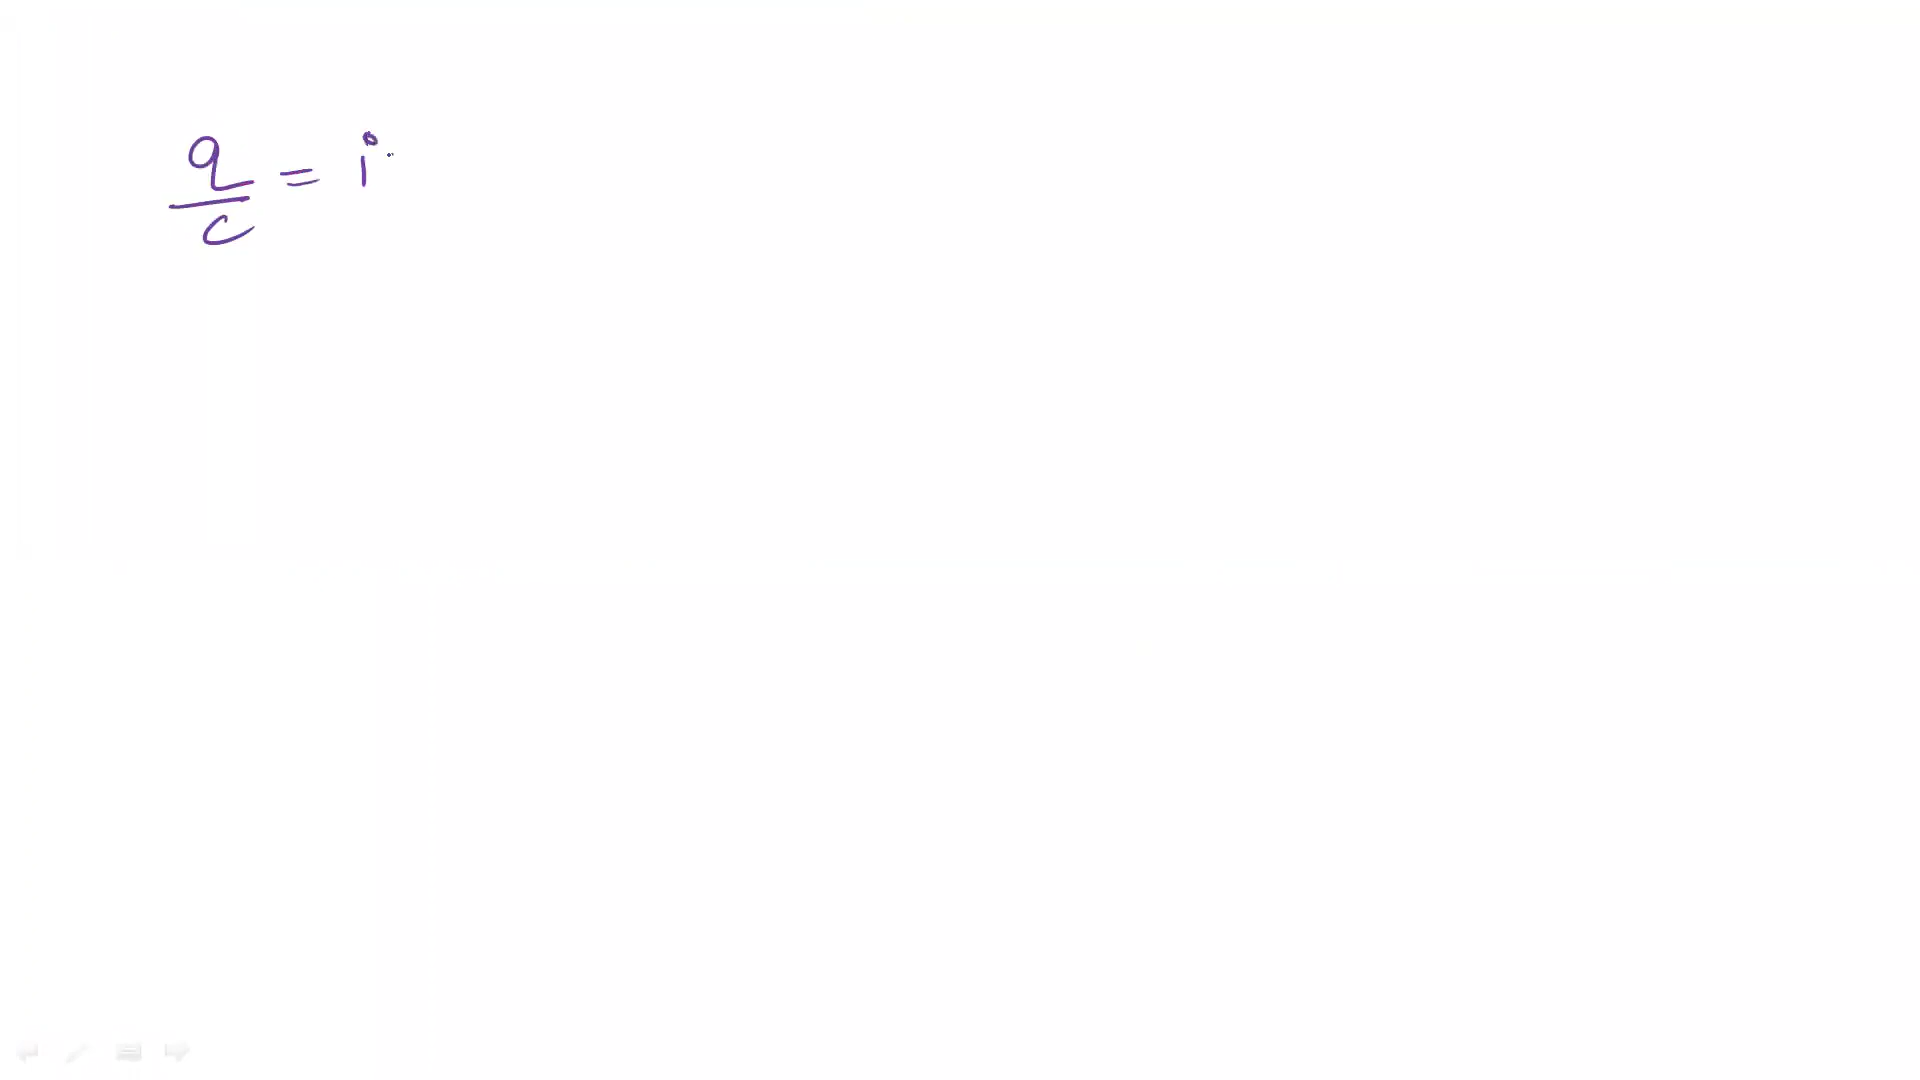 q/c = i